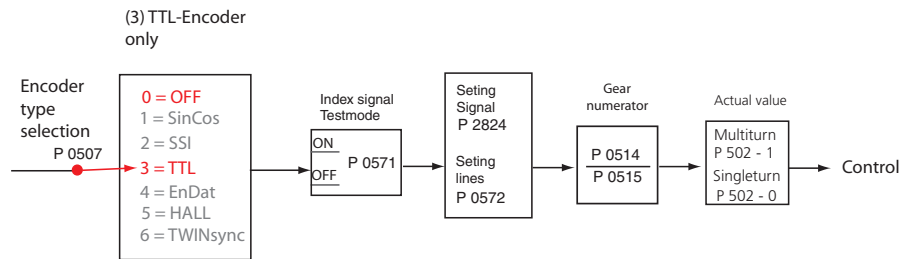 (3) TTL-Encoder
only
Encoder
type
selection
P 0507
0 = OFF
1 = SinCos
2 = SSI
3 = TTL
4 = EnDat
5 = HALL
6 = TWINsync
Index signal
Testmode
ON
OFF
P 0571
Seting
Signal
P 2824
Seting
lines
P 0572
Gear
numerator
P 0514
P 0515
Actual value
Multiturn
P 502 - 1
Singleturn
P 502 - 0
Control